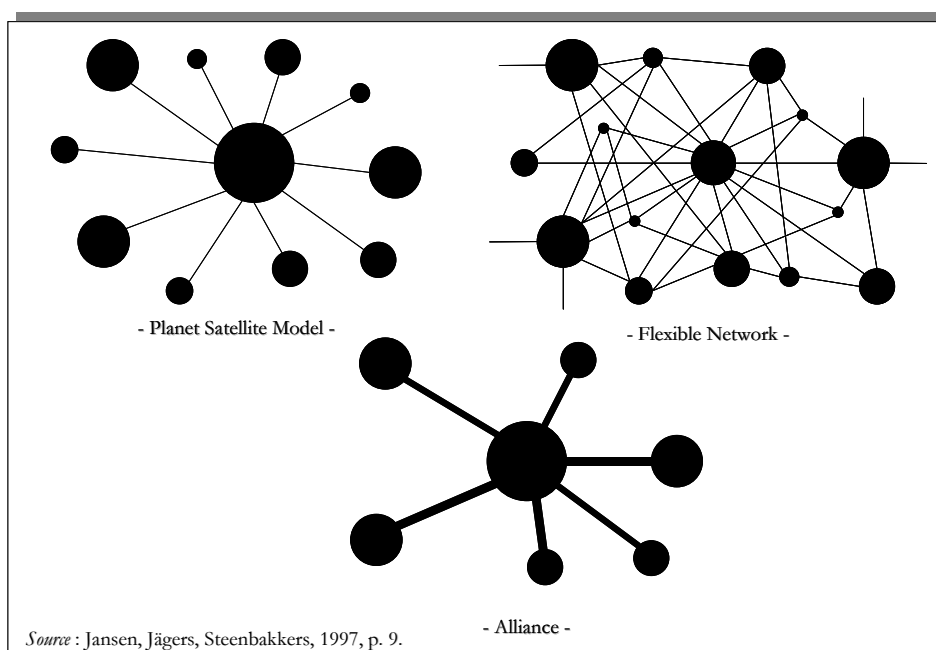 - Planet Satellite Model -
- Flexible Network -
- Alliance -
Source : Jansen, Jägers, Steenbakkers, 1997, p. 9.